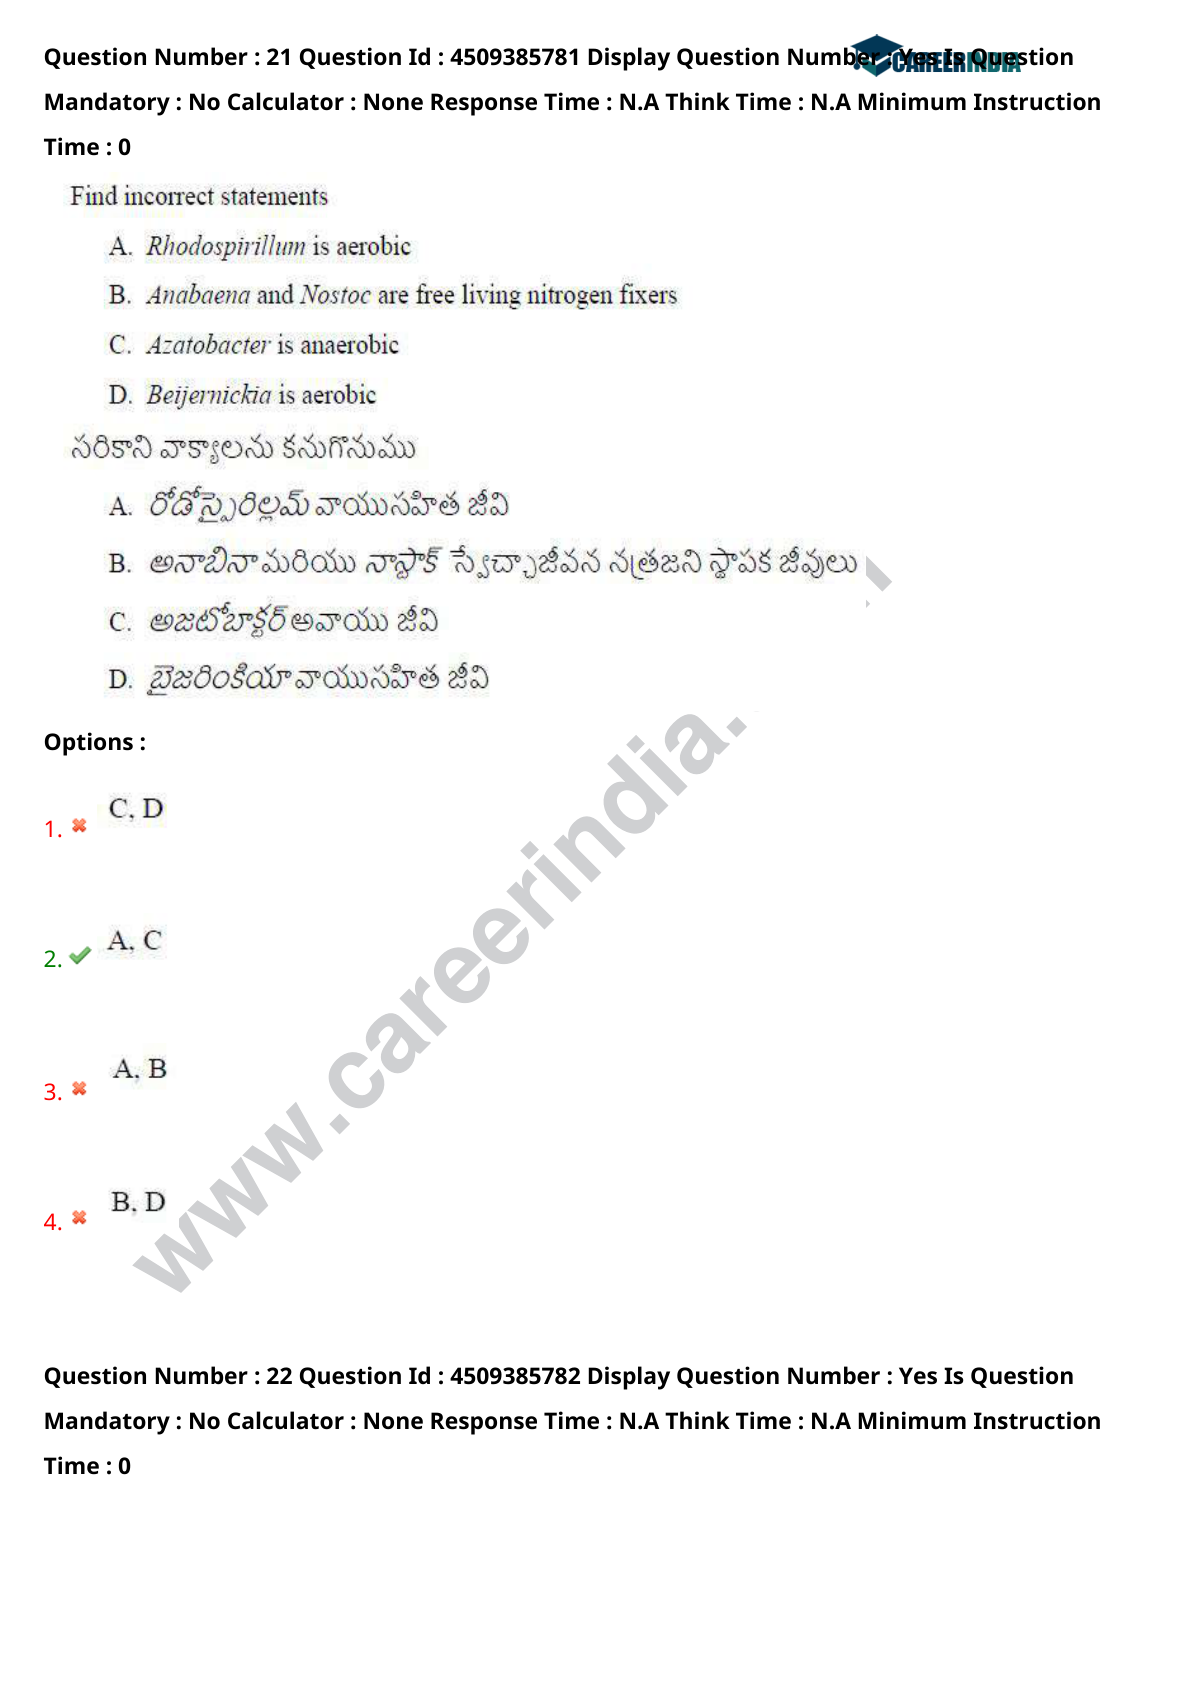 Question Number : 21 Question Id : 4509385781 Display Question Number : Yes Is Question
CAREERINDIA
Mandatory : No Calculator : None Response Time : N.A Think Time : N.A Minimum Instruction
Time : 0
Find incorrect statements
A. Rhodospirillum is aerobic
B. Anabaena and Nostoc are free living nitrogen fixers
C. Azatobacter is anaerobic
D. Beijernickia is aerobic
సరికాని వాక్యాలను కనుగొనుము
A. రోడోస్పైరిల్లమ్ వాయుసహిత జీవి
B. అనాబినా మరియు నాస్టాక్ స్వేచ్ఛాజీవన నత్రజని స్థాపక జీవులు
C. అజటోబాక్టర్ అవాయు జీవి
D. బైజరింకియా వాయుసహిత జీవి
Options :
1. C, D
2. A, C
3. A, B
4. B, D
www.careerindia.
Question Number : 22 Question Id : 4509385782 Display Question Number : Yes Is Question
Mandatory : No Calculator : None Response Time : N.A Think Time : N.A Minimum Instruction
Time : 0